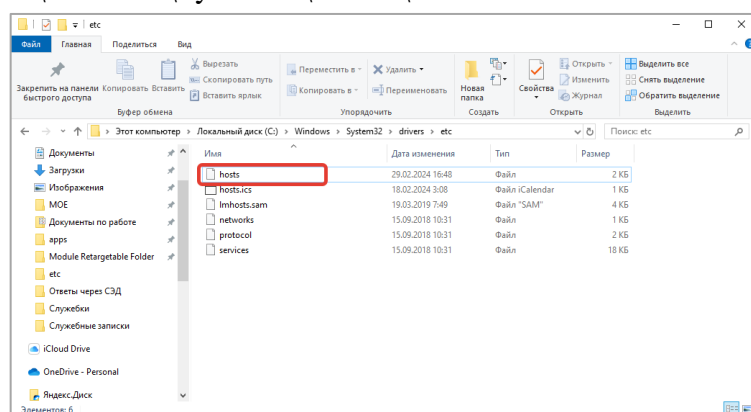 etc
Файл Главная Поделиться Вид
Закрепить на панели быстрого доступа
Копировать
Вставить
Вырезать
Скопировать путь
Вставить ярлык
Переместить в
Копировать в
Удалить
Переименовать
Новая папка
Свойства
Открыть
Изменить
Журнал
Выделить все
Снять выделение
Обратить выделение
Буфер обмена Упорядочить Создать Открыть Выделить
Этот компьютер > Локальный диск (C:) > Windows > System32 > drivers > etc
Поиск: etc
Документы
Загрузки
Изображения
МОЕ
Документы по работе
apps
Module Retargetable Folder
etc
Ответы через СЭД
Служебки
Служебные записки
iCloud Drive
OneDrive - Personal
Яндекс.Диск
Имя Дата изменения Тип Размер
hosts 29.02.2024 16:48 Файл 2 КБ
hosts.ics 18.02.2024 3:08 Файл iCalendar 1 КБ
lmhosts.sam 19.03.2019 7:49 Файл "SAM" 4 КБ
networks 15.09.2018 10:31 Файл 1 КБ
protocol 15.09.2018 10:31 Файл 2 КБ
services 15.09.2018 10:31 Файл 18 КБ
Элементов: 6